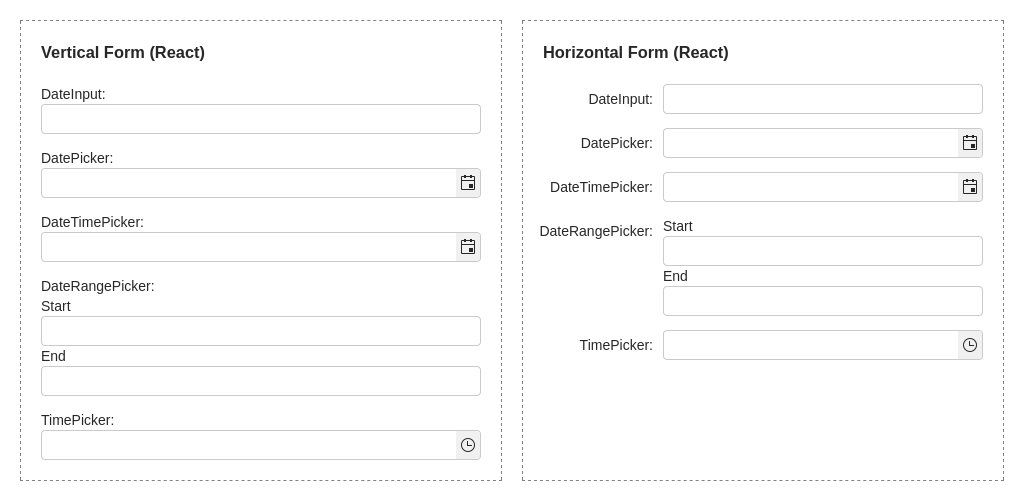 Vertical Form (React)
DateInput:
DatePicker:
DateTimePicker:
DateRangePicker:
Start
End
TimePicker:
Horizontal Form (React)
DateInput:
DatePicker:
DateTimePicker:
DateRangePicker: Start
End
TimePicker: